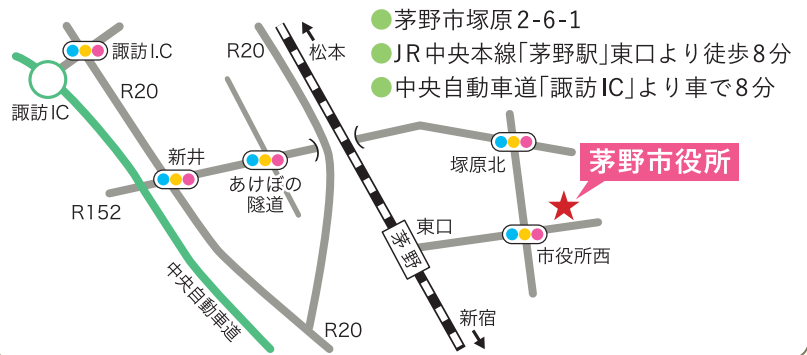 ●茅野市塚原2-6-1
●JR中央本線「茅野駅」東口より徒歩8分
●中央自動車道「諏訪IC」より車で8分
諏訪I.C
諏訪IC
R20
R20
松本
新井
あけぼの
隧道
R152
塚原北
茅野市役所
東口
茅野
市役所西
中央自動車道
R20
新宿